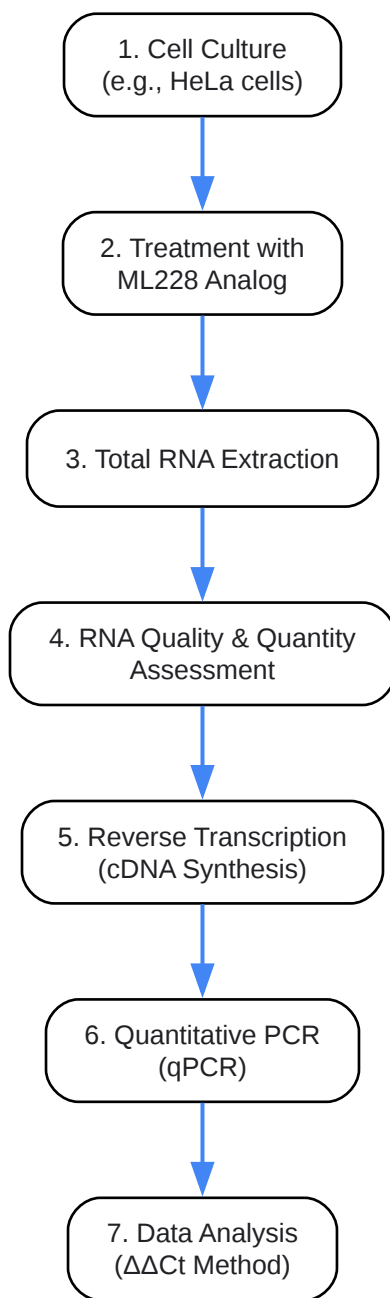 1. Cell Culture
(e.g., HeLa cells)
2. Treatment with
ML228 Analog
3. Total RNA Extraction
4. RNA Quality & Quantity
Assessment
5. Reverse Transcription
(cDNA Synthesis)
6. Quantitative PCR
(qPCR)
7. Data Analysis
(ΔΔCt Method)